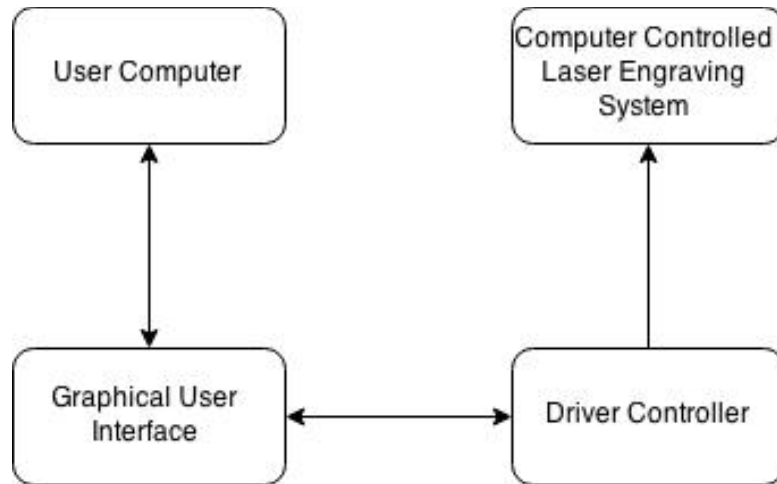 User Computer
Computer Controlled
Laser Engraving
System
Graphical User
Interface
Driver Controller